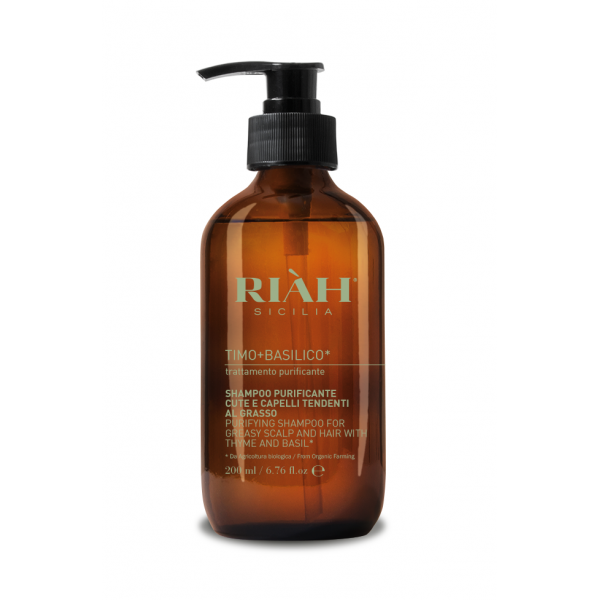 RIÀH®
SICILIA
TIMO+BASILICO*
trattamento purificante
SHAMPOO PURIFICANTE
CUTE E CAPELLI TENDENTI
AL GRASSO
PURIFYING SHAMPOO FOR
GREASY SCALP AND HAIR WITH
THYME AND BASIL*
* Da Agricoltura biologica / From Organic Farming
200 ml / 6.76 fl.oz ℮